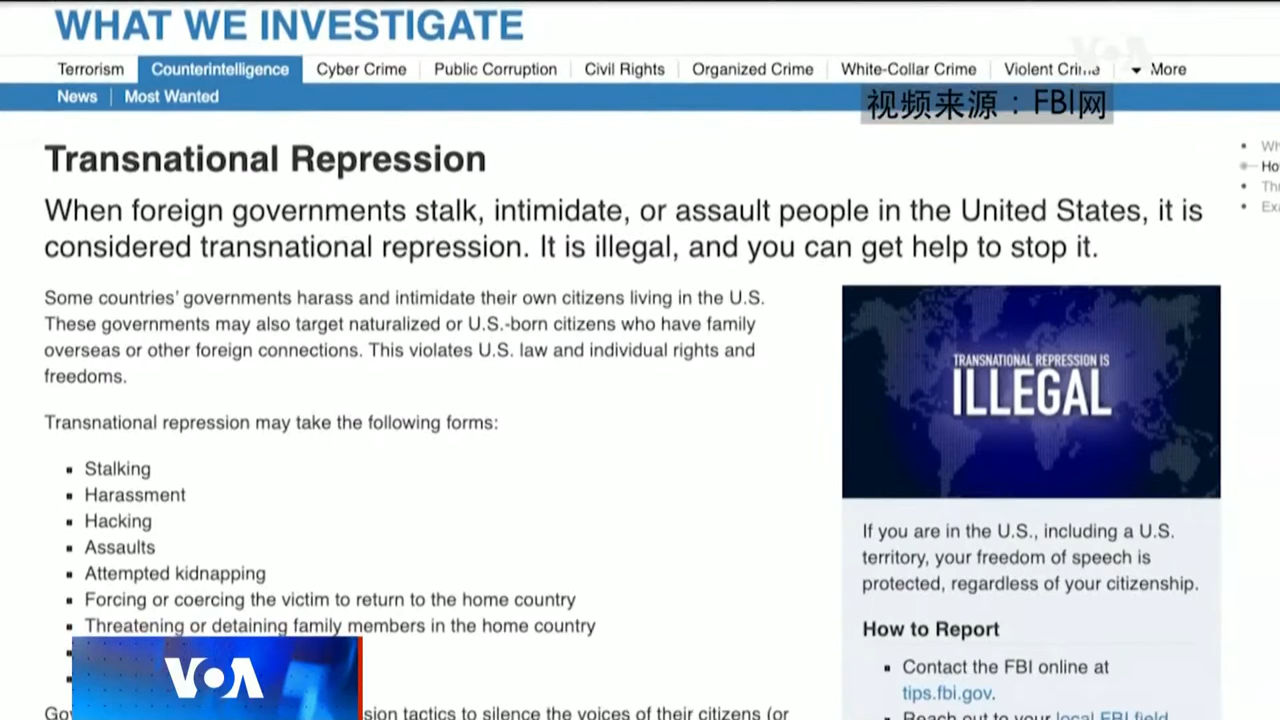 WHAT WE INVESTIGATE
VOA
Terrorism Counterintelligence Cyber Crime Public Corruption Civil Rights Organized Crime White-Collar Crime Violent Crime More
News Most Wanted
视频来源：FBI网
Transnational Repression
When foreign governments stalk, intimidate, or assault people in the United States, it is
considered transnational repression. It is illegal, and you can get help to stop it.
Some countries' governments harass and intimidate their own citizens living in the U.S.
These governments may also target naturalized or U.S.-born citizens who have family
overseas or other foreign connections. This violates U.S. law and individual rights and
freedoms.
Transnational repression may take the following forms:
Stalking
Harassment
Hacking
Assaults
Attempted kidnapping
Forcing or coercing the victim to return to the home country
Threatening or detaining family members in the home country
VOA
sion tactics to silence the voices of their citizens (or
TRANSNATIONAL REPRESSION IS
ILLEGAL
If you are in the U.S., including a U.S.
territory, your freedom of speech is
protected, regardless of your citizenship.
How to Report
Contact the FBI online at
tips.fbi.gov.
Reach out to your local FBI field